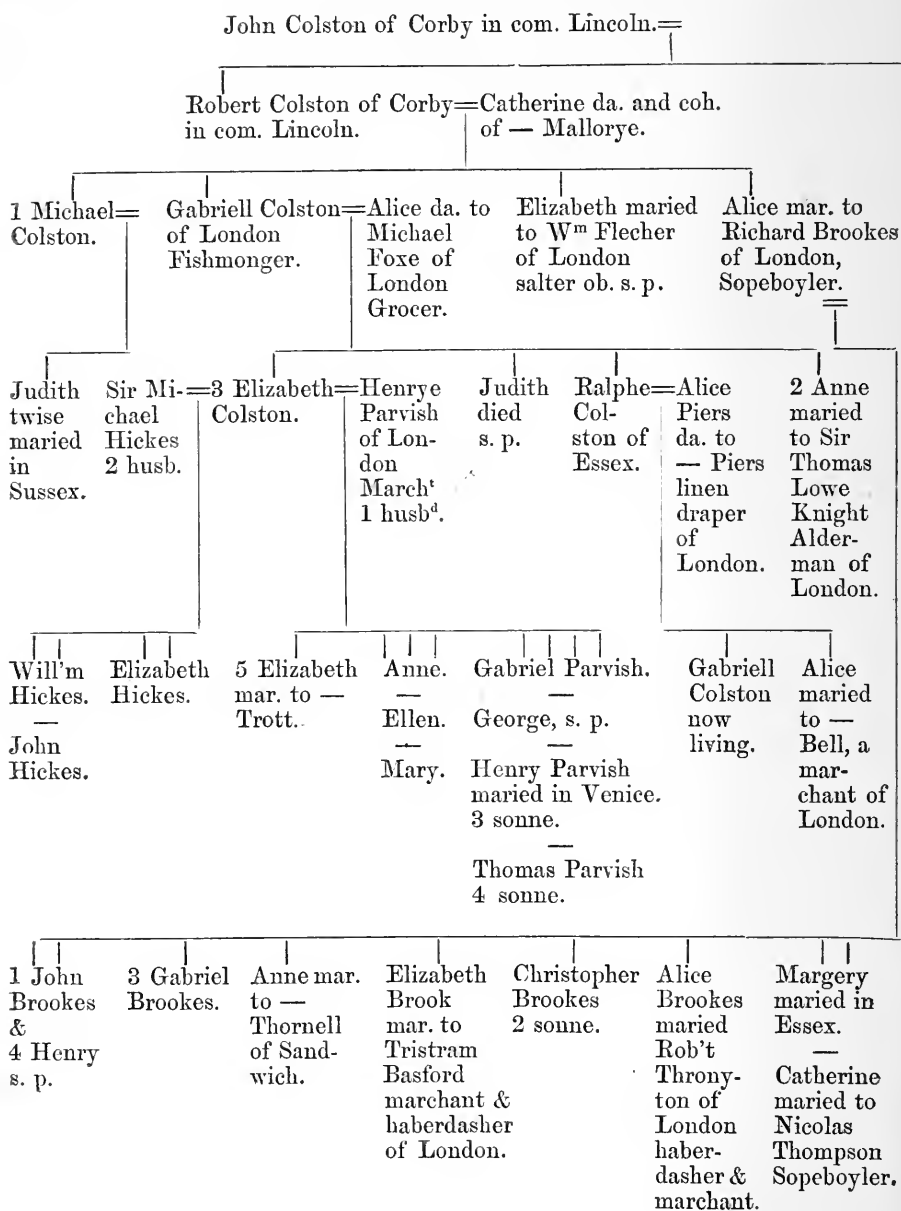 John Colston of Corby in com. Lincoln.=
Robert Colston of Corby=Catherine da. and coh.
in com. Lincoln.
of — Mallorye.
1 Michael=
Colston.
Gabriell Colston=Alice da. to
of London
Fishmonger.
Michael
Foxe of
London
Grocer.
Elizabeth maried
to Wᵐ Flecher
of London
salter ob. s. p.
Alice mar. to
Richard Brookes
of London,
Sopeboyler.
Judith
twise
maried
in
Sussex.
Sir Mi-=3 Elizabeth=Henrye
chael
Hickes
2 husb.
Colston.
Parvish
of Lon-
don
Marchᵗ
1 husbᵈ.
Judith
died
s. p.
Ralphe=Alice
Col-
ston of
Essex.
Piers
da. to
— Piers
linen
draper
of
London.
2 Anne
maried
to Sir
Thomas
Lowe
Knight
Alder-
man of
London.
Will'm
Hickes.
—
John
Hickes.
Elizabeth
Hickes.
5 Elizabeth
mar. to —
Trott.
Anne.
—
Ellen.
—
Mary.
Gabriel Parvish.
—
George, s. p.
—
Henry Parvish
maried in Venice.
3 sonne.
—
Thomas Parvish
4 sonne.
Gabriell
Colston
now
living.
Alice
maried
to —
Bell, a
mar-
chant of
London.
1 John
Brookes
&
4 Henry
s. p.
3 Gabriel
Brookes.
Anne mar.
to —
Thornell
of Sand-
wich.
Elizabeth
Brook
mar. to
Tristram
Basford
marchant &
haberdasher
of London.
Christopher
Brookes
2 sonne.
Alice
Brookes
maried
Rob't
Throny-
ton of
London
haber-
dasher &
marchant.
Margery
maried in
Essex.
—
Catherine
maried to
Nicolas
Thompson
Sopeboyler.